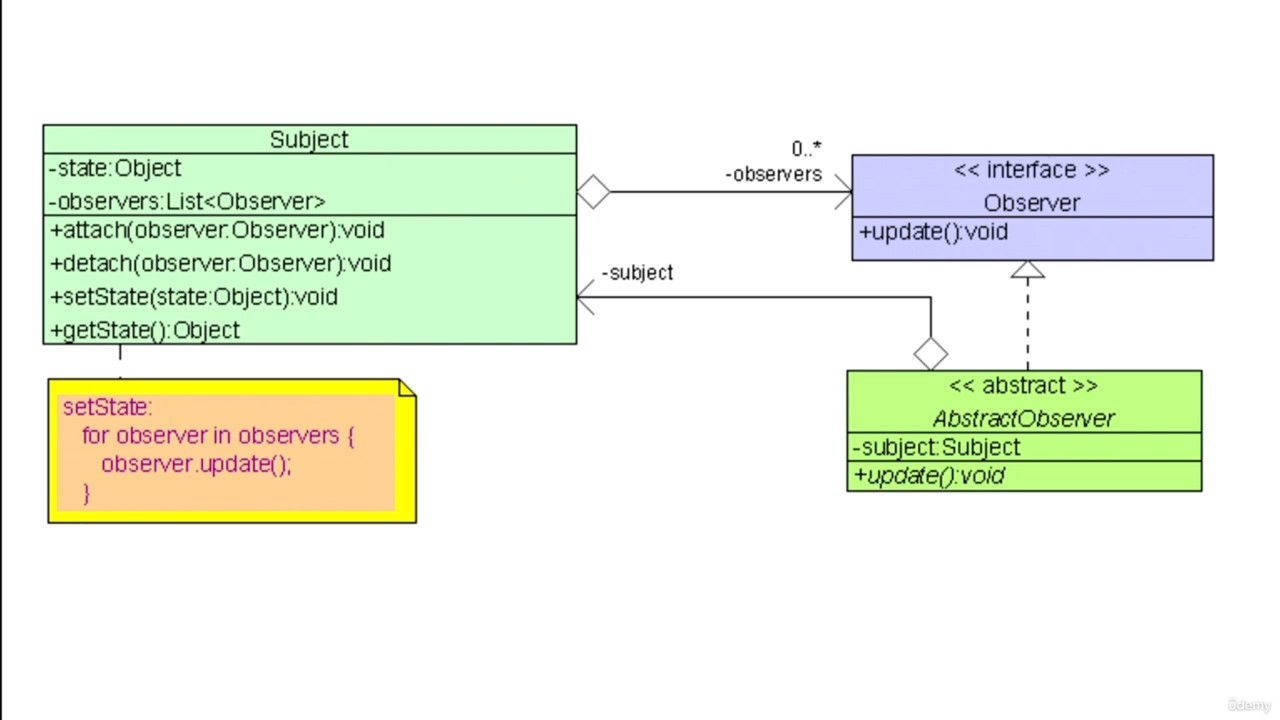 Subject
-state:Object
-observers:List<Observer>
+attach(observer:Observer):void
+detach(observer:Observer):void
+setState(state:Object):void
+getState():Object
setState:
for observer in observers {
observer.update();
}
0..*
-observers
-subject
<< interface >>
Observer
+update():void
<< abstract >>
AbstractObserver
-subject:Subject
+update():void
ûdemy